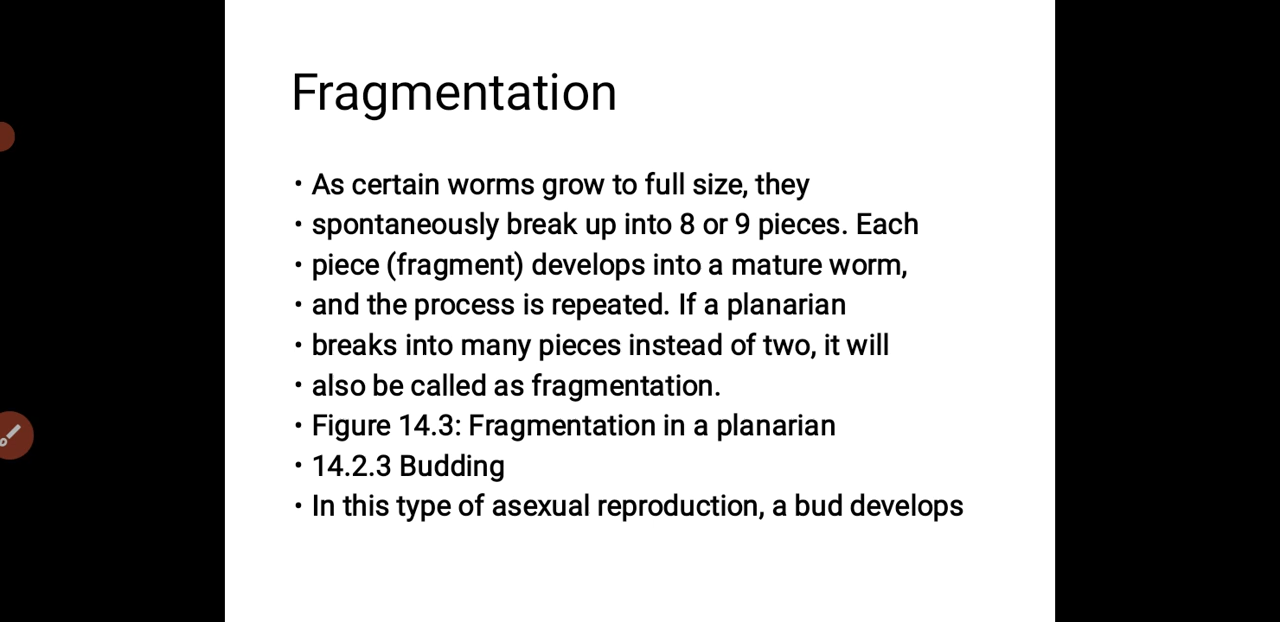 Fragmentation
• As certain worms grow to full size, they
• spontaneously break up into 8 or 9 pieces. Each
• piece (fragment) develops into a mature worm,
• and the process is repeated. If a planarian
• breaks into many pieces instead of two, it will
• also be called as fragmentation.
• Figure 14.3: Fragmentation in a planarian
• 14.2.3 Budding
• In this type of asexual reproduction, a bud develops